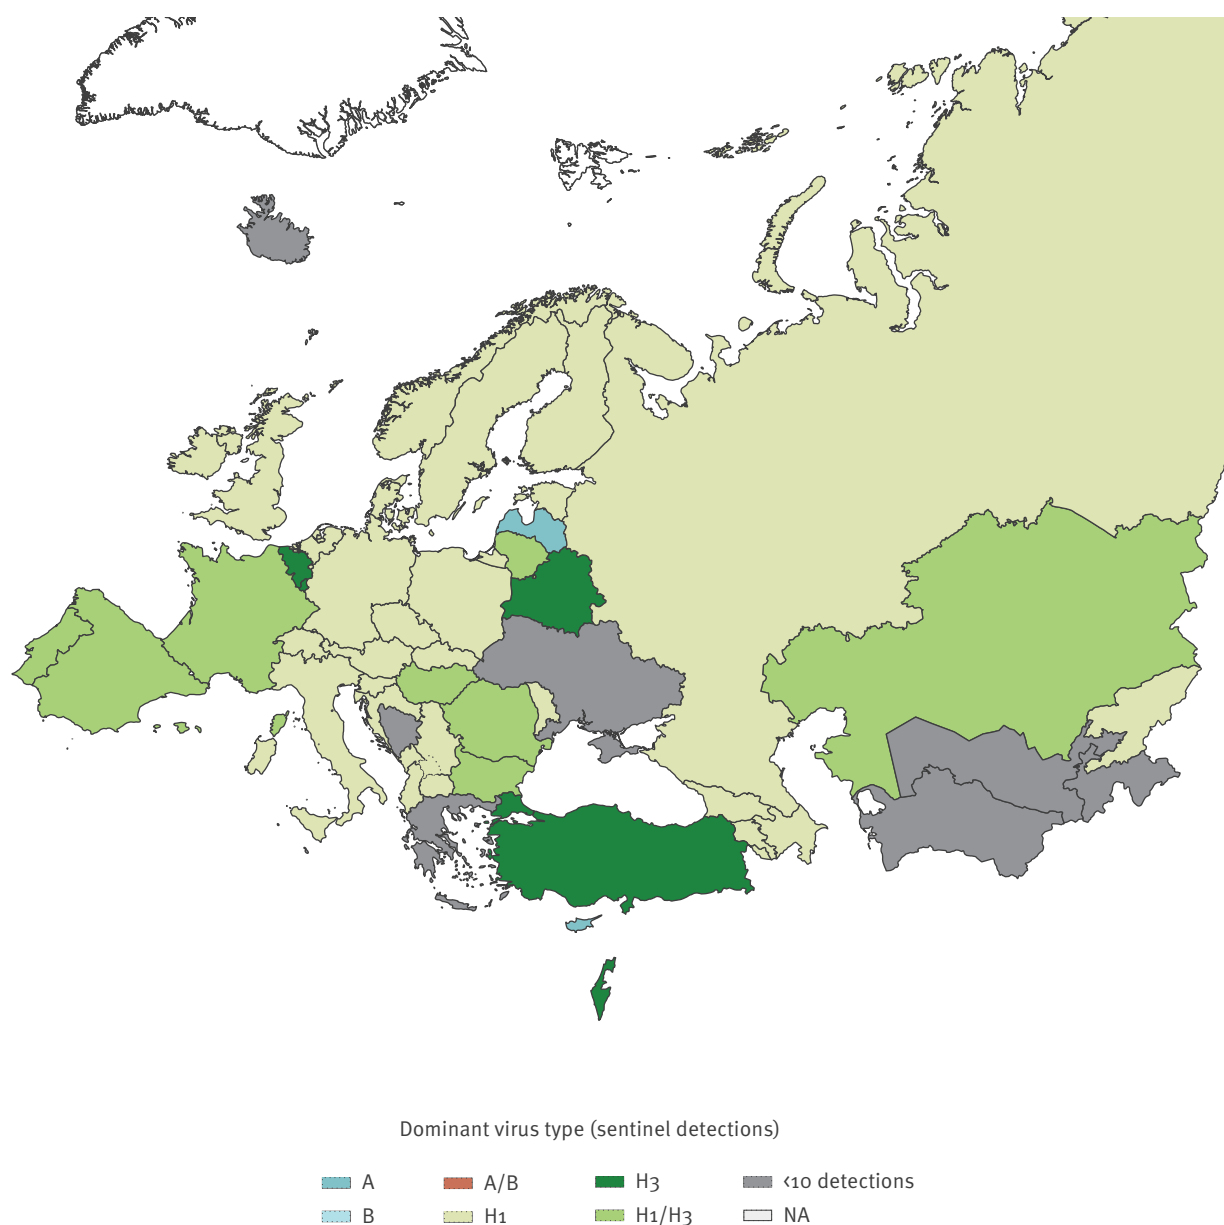 Dominant virus type (sentinel detections)
A A/B H3 <10 detections
B H1 H1/H3 NA